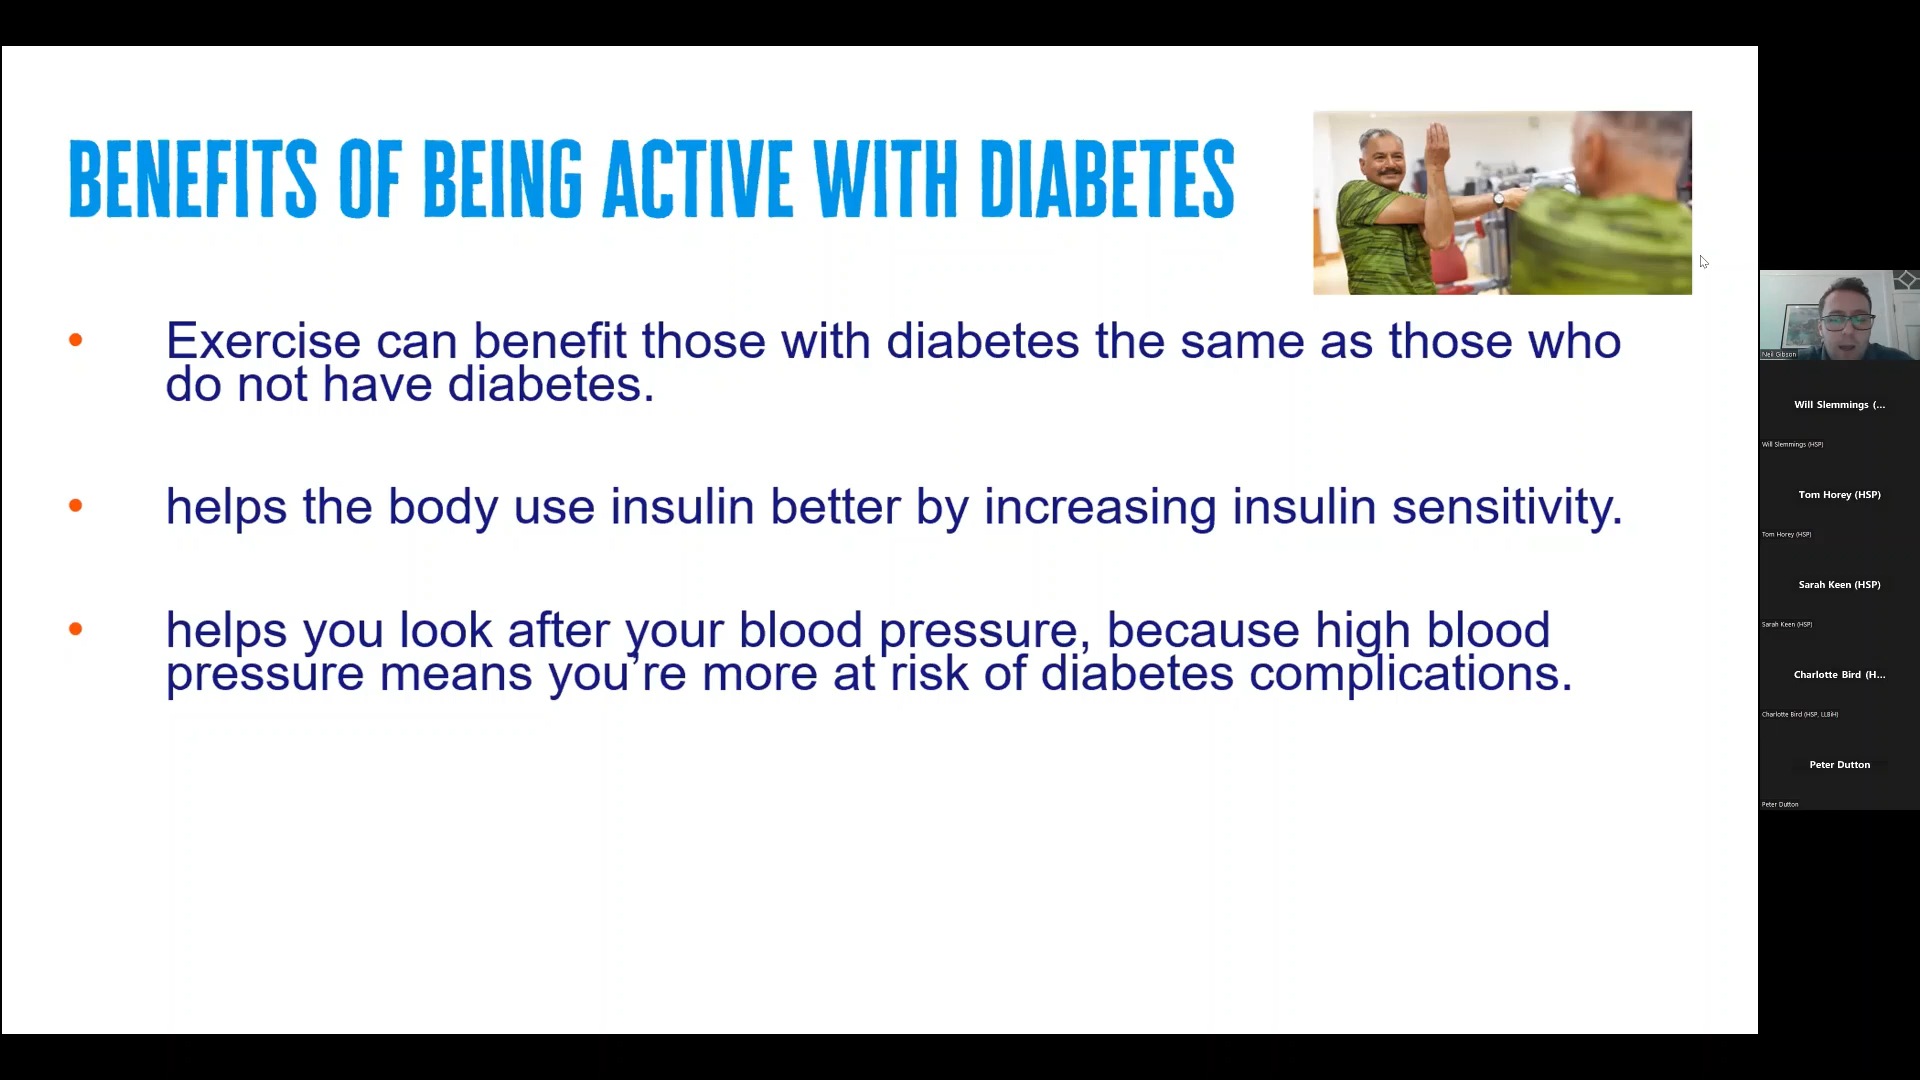 BENEFITS OF BEING ACTIVE WITH DIABETES
• Exercise can benefit those with diabetes the same as those who
do not have diabetes.
• helps the body use insulin better by increasing insulin sensitivity.
• helps you look after your blood pressure, because high blood
pressure means you’re more at risk of diabetes complications.
Neil Gibson
Will Slemmings (...
Will Slemmings (HSP)
Tom Horey (HSP)
Tom Horey (HSP)
Sarah Keen (HSP)
Sarah Keen (HSP)
Charlotte Bird (H...
Charlotte Bird (HSP, LLBiH)
Peter Dutton
Peter Dutton